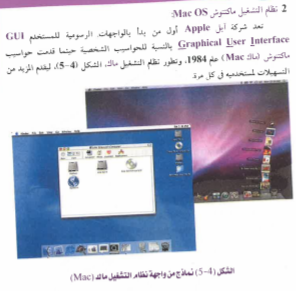 2 نظام التشغيل ماكنتوش Mac OS:
تعد شركة آبل Apple أول من بدأ بالواجهات الرسومية للمستخدم GUI
Graphical User Interface بالنسبة للحواسيب الشخصية حينما قدمت حواسيب
ماكنتوش (ماك Mac) عام 1984، وتطور نظام التشغيل ماك، الشكل (4-5)، ليقدم المزيد من
التسهيلات لمستخدميه في كل مرة.
الشكل (4-5) نماذج من واجهة نظام التشغيل ماك (Mac)